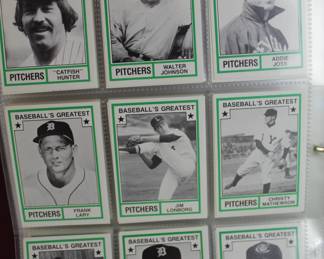 PITCHERS "CATFISH" HUNTER
PITCHERS WALTER JOHNSON
PITCHERS ADDIE JOSS
BASEBALL'S GREATEST
PITCHERS FRANK LARY
BASEBALL'S GREATEST
PITCHERS JIM LONBORG
BASEBALL'S GREATEST
PITCHERS CHRISTY MATHEWSON
BASEBALL'S GREATEST
BASEBALL'S GREATEST
BASEBALL'S GREATEST